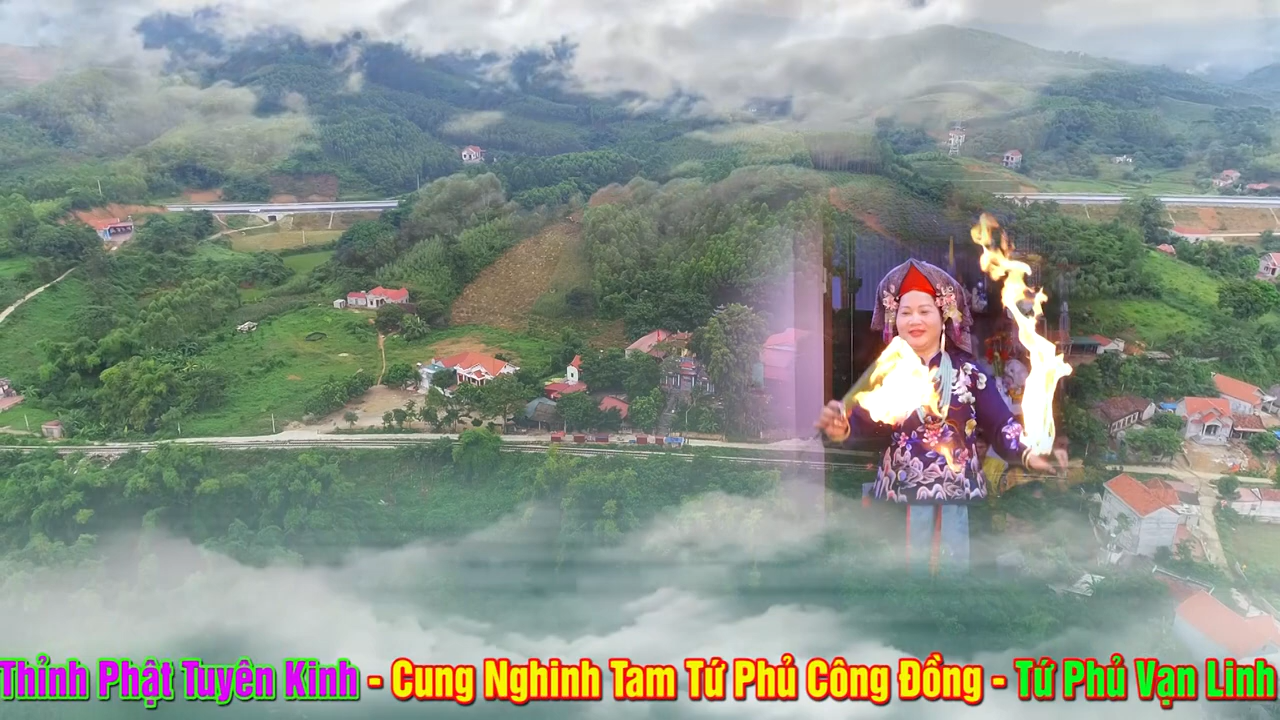 Thỉnh Phật Tuyên Kinh - Cung Nghinh Tam Tứ Phủ Công Đồng - Tứ Phủ Vạn Linh